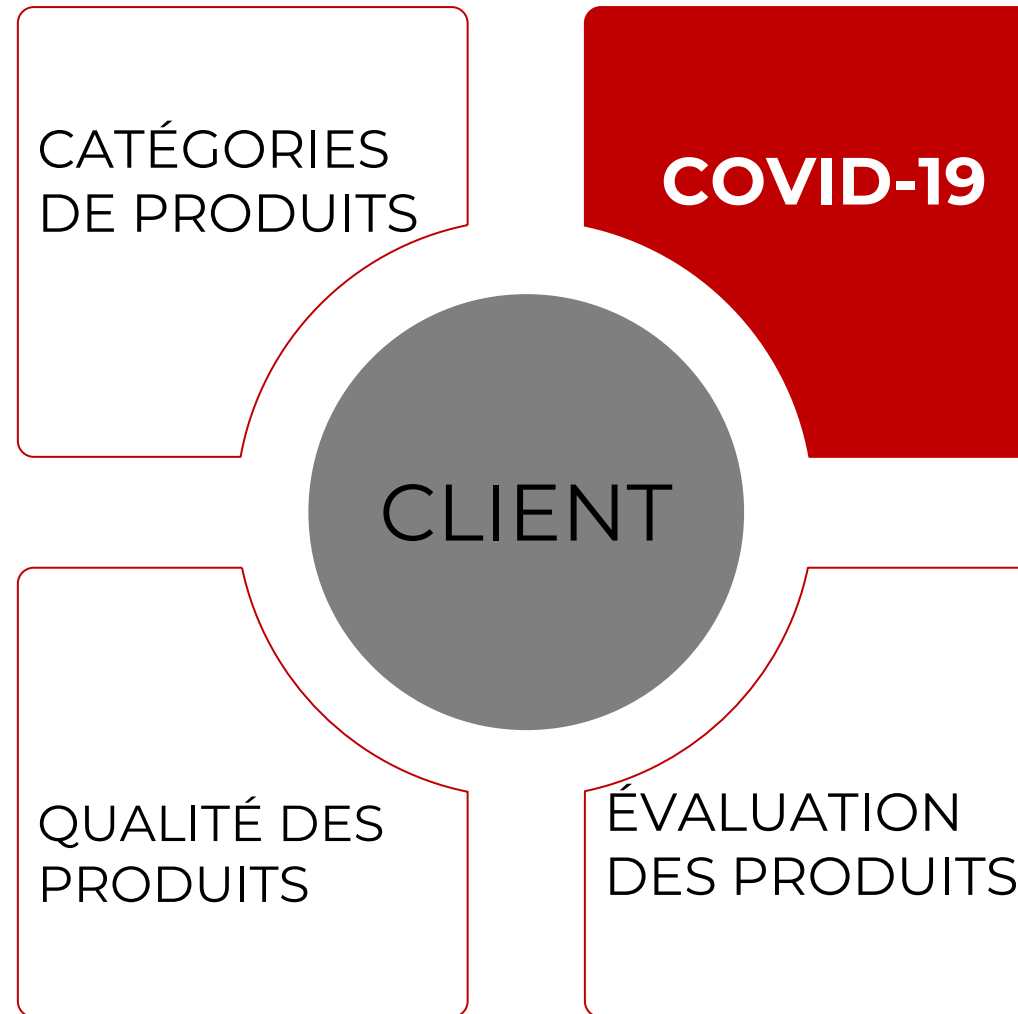 CATÉGORIES
DE PRODUITS
COVID-19
CLIENT
QUALITÉ DES
PRODUITS
ÉVALUATION
DES PRODUITS